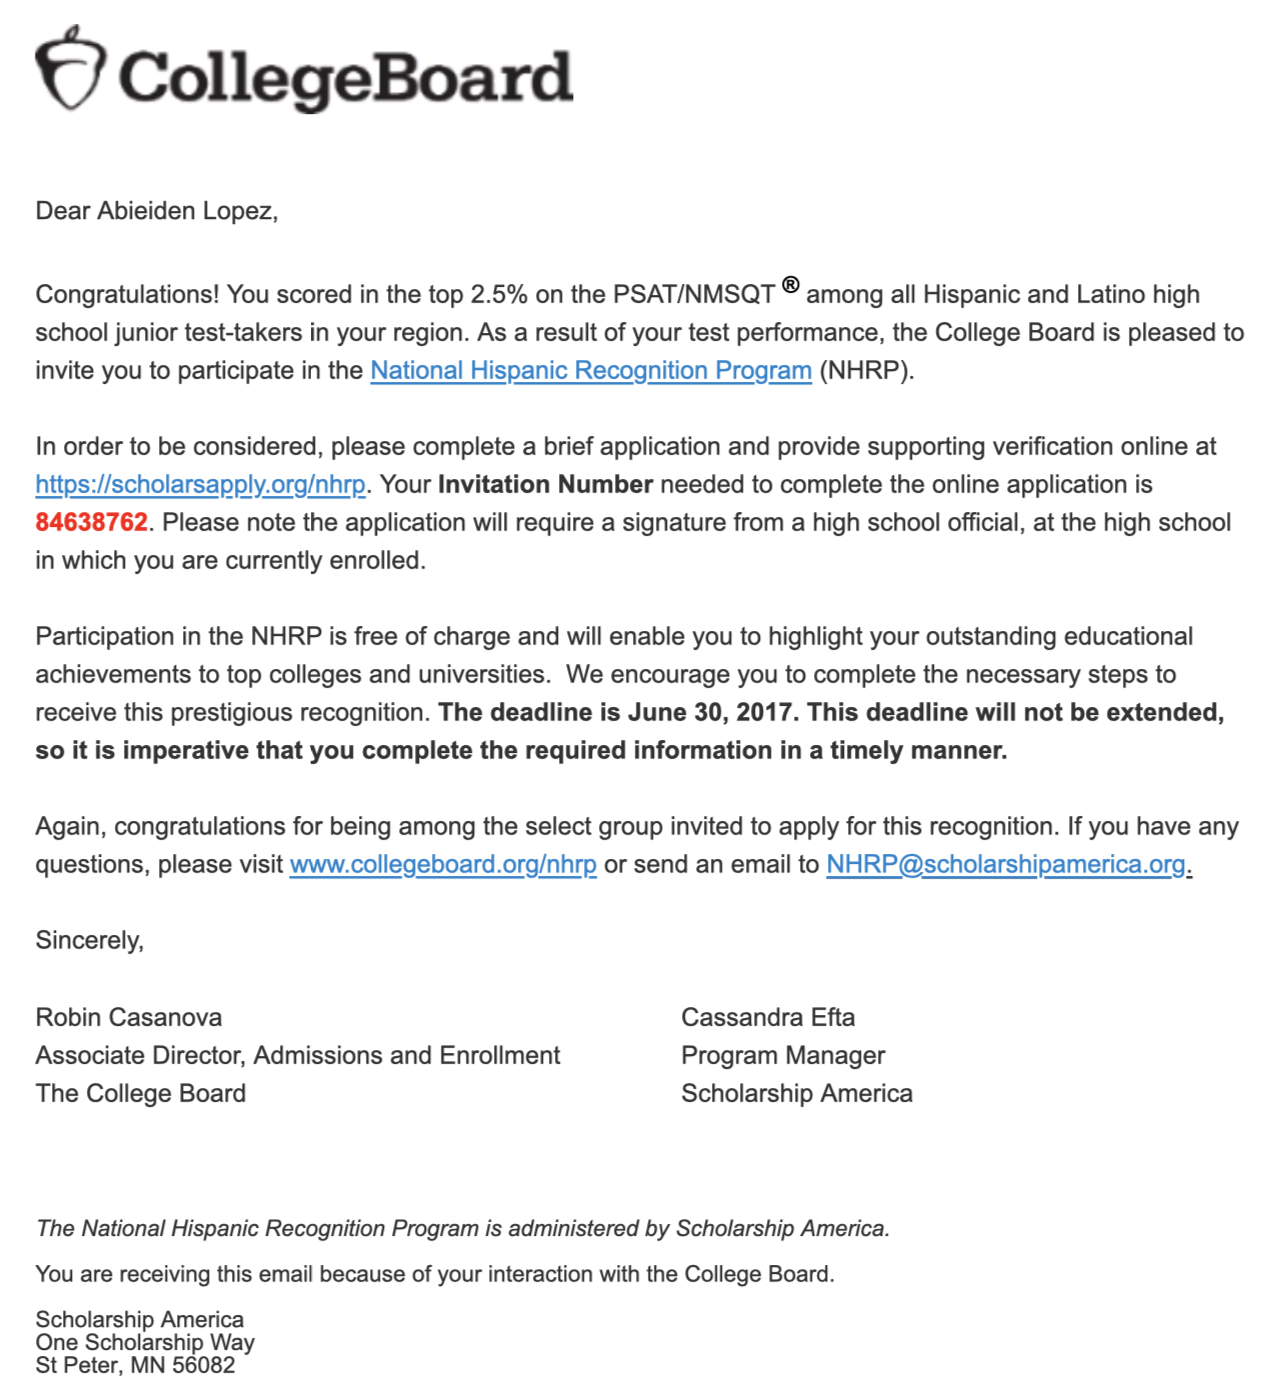 CollegeBoard
Dear Abieiden Lopez,
Congratulations! You scored in the top 2.5% on the PSAT/NMSQT ® among all Hispanic and Latino high
school junior test-takers in your region. As a result of your test performance, the College Board is pleased to
invite you to participate in the National Hispanic Recognition Program (NHRP).
In order to be considered, please complete a brief application and provide supporting verification online at
https://scholarsapply.org/nhrp. Your Invitation Number needed to complete the online application is
84638762. Please note the application will require a signature from a high school official, at the high school
in which you are currently enrolled.
Participation in the NHRP is free of charge and will enable you to highlight your outstanding educational
achievements to top colleges and universities.  We encourage you to complete the necessary steps to
receive this prestigious recognition. The deadline is June 30, 2017. This deadline will not be extended,
so it is imperative that you complete the required information in a timely manner.
Again, congratulations for being among the select group invited to apply for this recognition. If you have any
questions, please visit www.collegeboard.org/nhrp or send an email to NHRP@scholarshipamerica.org.
Sincerely,
Robin Casanova
Associate Director, Admissions and Enrollment
The College Board
Cassandra Efta
Program Manager
Scholarship America
The National Hispanic Recognition Program is administered by Scholarship America.
You are receiving this email because of your interaction with the College Board.
Scholarship America
One Scholarship Way
St Peter, MN 56082